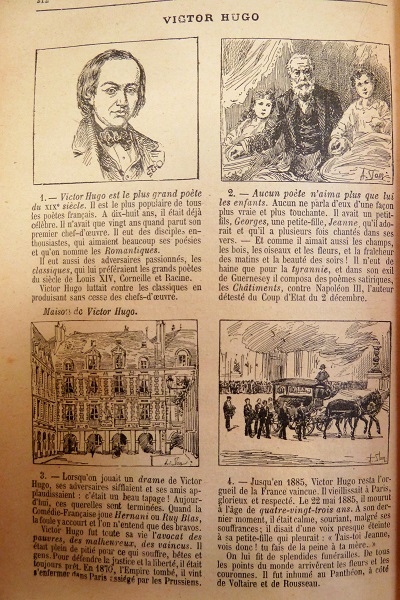 212
VICTOR HUGO
1. — Victor Hugo est le plus grand poète
du XIXe siècle. Il est le plus populaire de tous
les poètes français. A dix-huit ans, il était déjà
célèbre. Il n'avait que vingt ans quand parut son
premier chef-d'œuvre. Il eut des disciples en-
thousiastes, qui aimaient beaucoup ses poésies
et qu'on nomme les Romantiques.
Il eut aussi des adversaires passionnés, les
classiques, qui lui préféraient les grands poètes
du siècle de Louis XIV, Corneille et Racine.
Victor Hugo luttait contre les classiques en
produisant sans cesse des chefs-d'œuvre.
2. — Aucun poète n'aima plus que lui
les enfants. Aucun ne parla d'eux d'une façon
plus vraie et plus touchante. Il avait un petit-
fils, Georges, une petite-fille, Jeanne, qu'il ado-
rait et qu'il a plusieurs fois chantés dans ses
vers. — Et comme il aimait aussi les champs,
les bois, les oiseaux et les fleurs, et la fraîcheur
des matins et la beauté des soirs! Il n'eut de
haine que pour la tyrannie, et dans son exil
de Guernesey il composa des poèmes satiriques,
les Châtiments, contre Napoléon III, l'auteur
détesté du Coup d'Etat du 2 décembre.
Maison de Victor Hugo.
3. — Lorsqu'on jouait un drame de Victor
Hugo, ses adversaires sifflaient et ses amis ap-
plaudissaient : c'était un beau tapage! Aujour-
d'hui, ces querelles sont terminées. Quand la
Comédie-Française joue Hernani ou Ruy Blas,
la foule y accourt et l'on n'entend que des bravos.
Victor Hugo fut toute sa vie l'avocat des
pauvres, des malheureux, des vaincus. Il
était plein de pitié pour ce qui souffre, bêtes et
gens. Pour défendre la justice et la liberté, il était
toujours prêt. En 1870, l'Empire tombé, il vint
s'enfermer dans Paris assiégé par les Prussiens.
4. — Jusqu'en 1885, Victor Hugo resta l'or-
gueil de la France vaincue. Il vieillissait à Paris,
glorieux et respecté. Le 22 mai 1885, il mourut
à l'âge de quatre-vingt-trois ans. A son der-
nier moment, il était calme, souriant, malgré ses
souffrances; il disait d'une voix presque éteinte
à sa petite-fille qui pleurait : « Tais-toi Jeanne,
vois donc! tu fais de la peine à ta mère. »
On lui fit de splendides funérailles. De tous
les points du monde arrivèrent les fleurs et les
couronnes. Il fut inhumé au Panthéon, à côté
de Voltaire et de Rousseau.